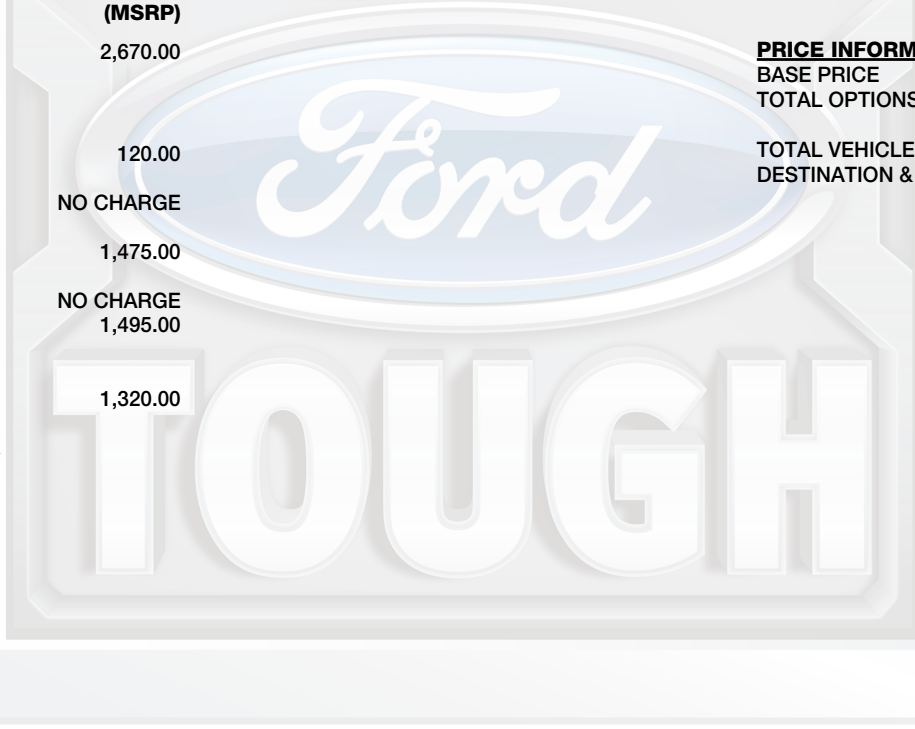 (MSRP)
2,670.00
120.00
NO CHARGE
1,475.00
NO CHARGE
1,495.00
1,320.00
PRICE INFORM
BASE PRICE
TOTAL OPTIONS
TOTAL VEHICLE
DESTINATION &
Ford
TOUGH